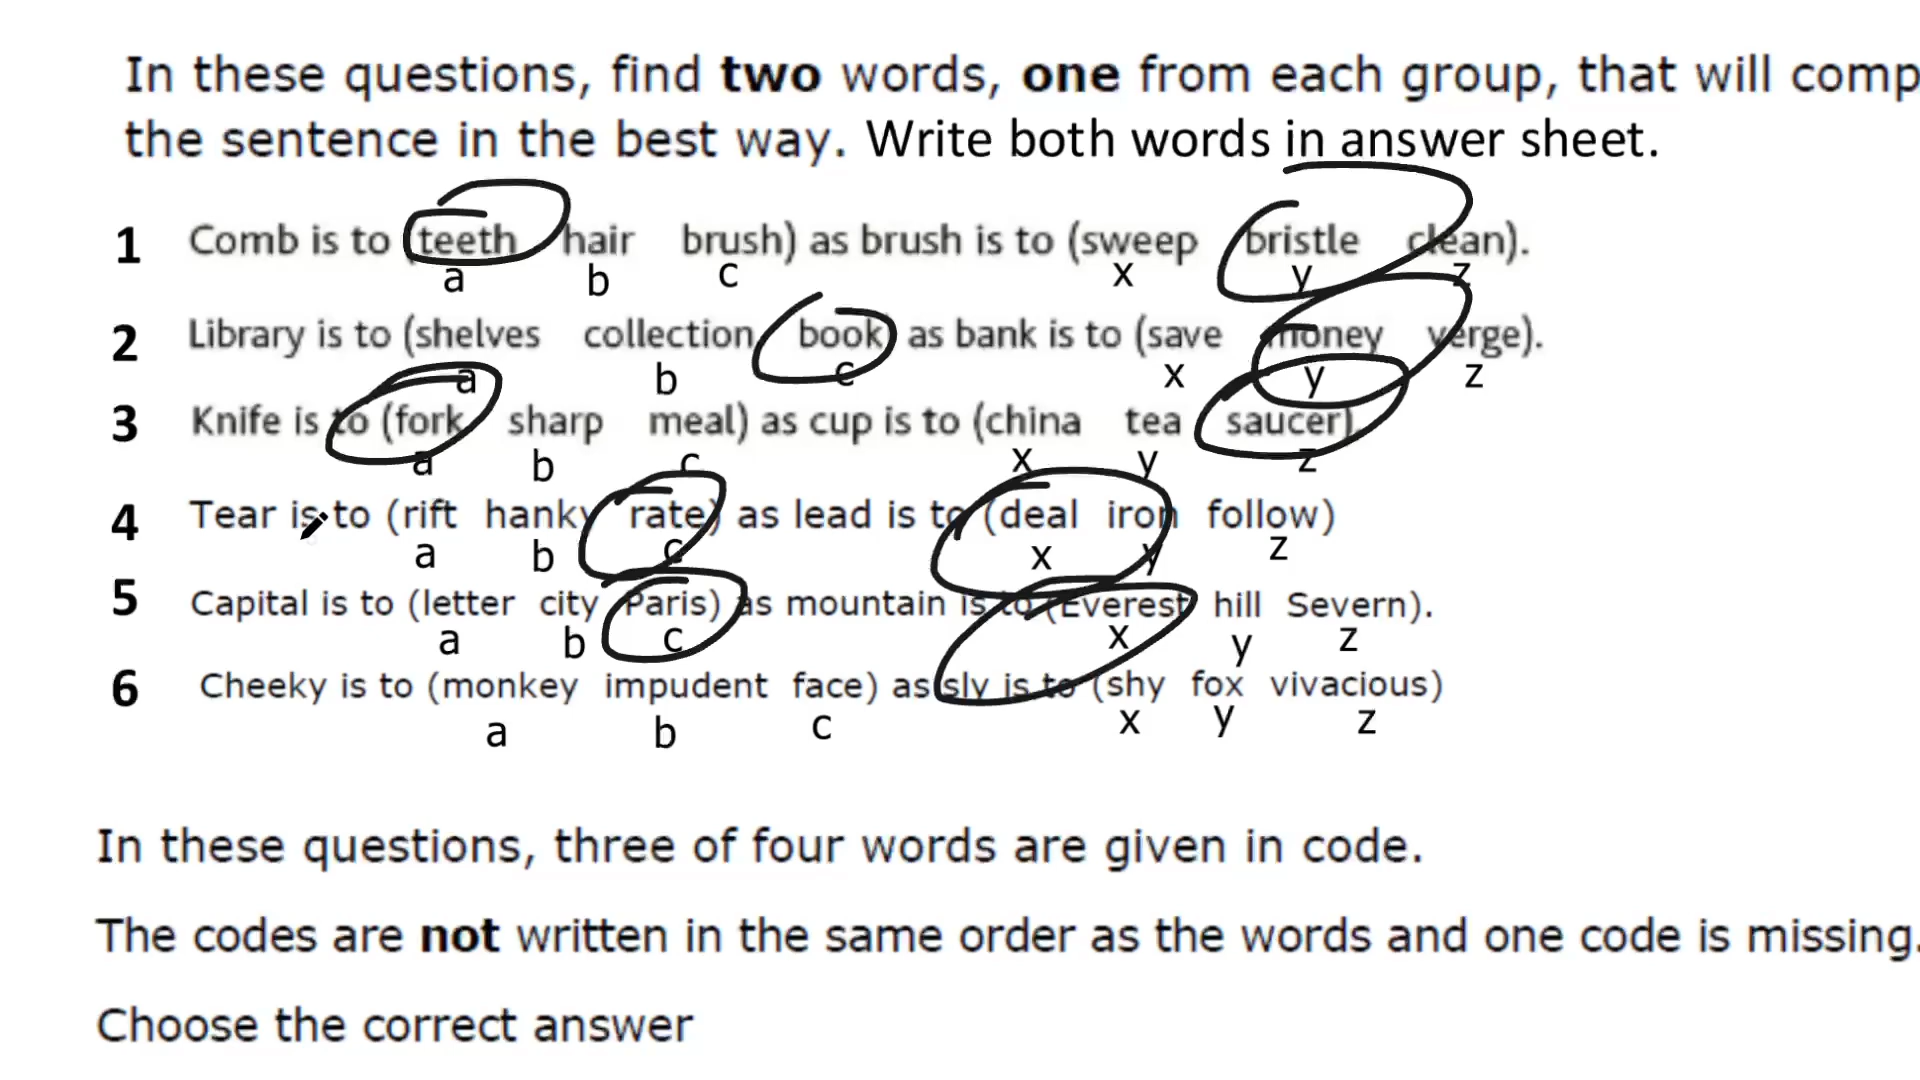 In these questions, find two words, one from each group, that will comp
the sentence in the best way. Write both words in answer sheet.
1 Comb is to (teeth hair brush) as brush is to (sweep bristle clean).
a b c x y z
2 Library is to (shelves collection book) as bank is to (save money verge).
a b c x y z
3 Knife is to (fork sharp meal) as cup is to (china tea saucer).
a b c x y z
4 Tear is to (rift hanky rate) as lead is to (deal iron follow)
a b c x y z
5 Capital is to (letter city Paris) as mountain is to (Everest hill Severn).
a b c x y z
6 Cheeky is to (monkey impudent face) as sly is to (shy fox vivacious)
a b c x y z
In these questions, three of four words are given in code.
The codes are not written in the same order as the words and one code is missing.
Choose the correct answer